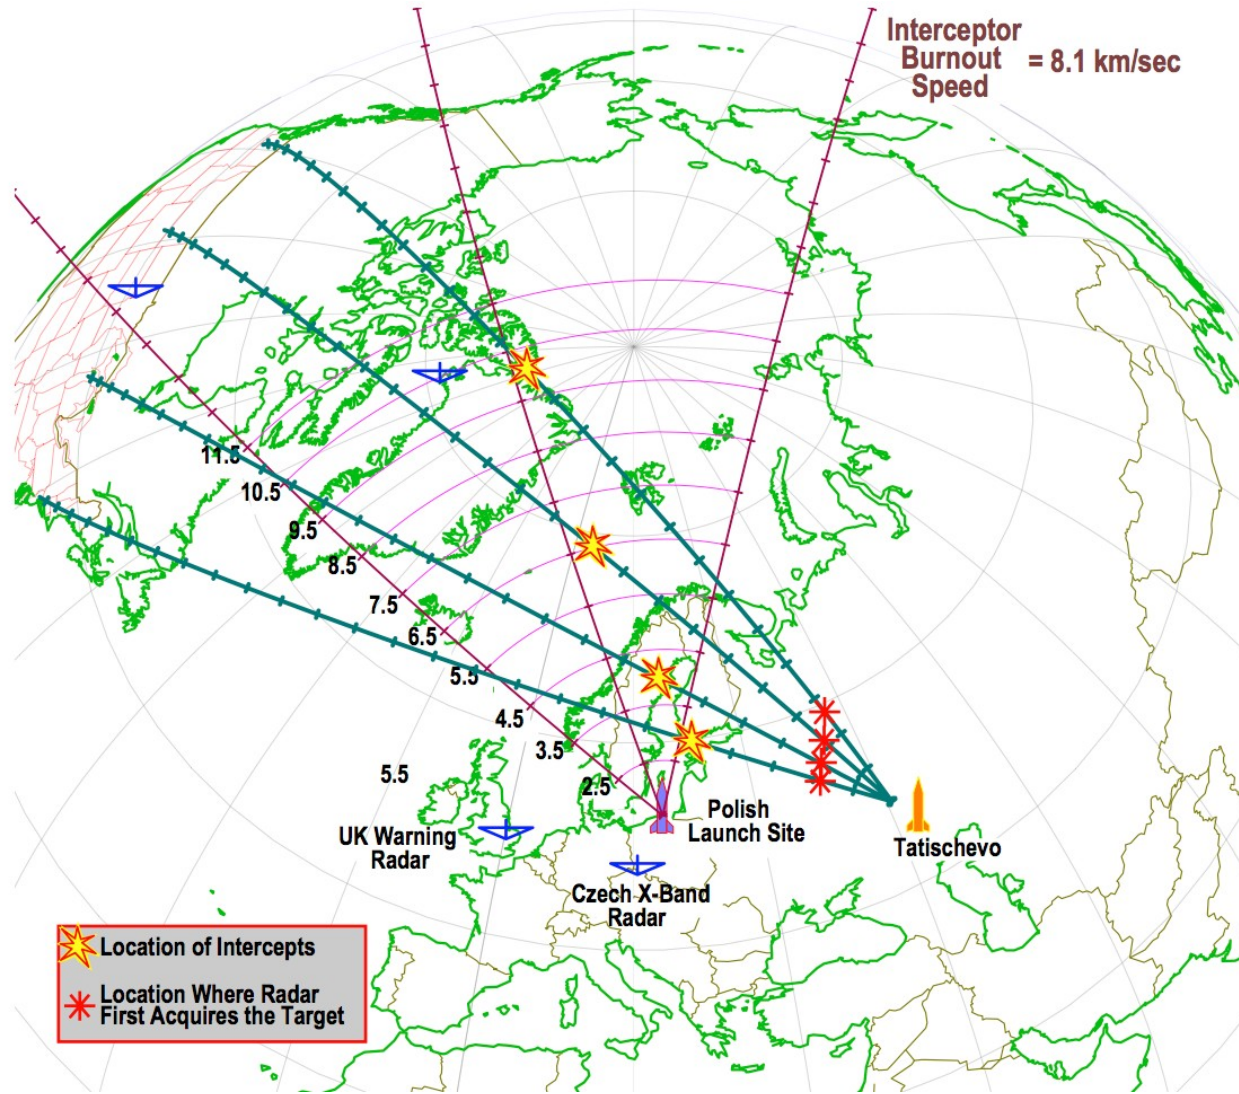 Interceptor
Burnout
Speed
= 8.1 km/sec
11.5
10.5
9.5
8.5
7.5
6.5
5.5
4.5
3.5
2.5
5.5
UK Warning
Radar
Polish
Launch Site
Tatischevo
Czech X-Band
Radar
Location of Intercepts
Location Where Radar
First Acquires the Target